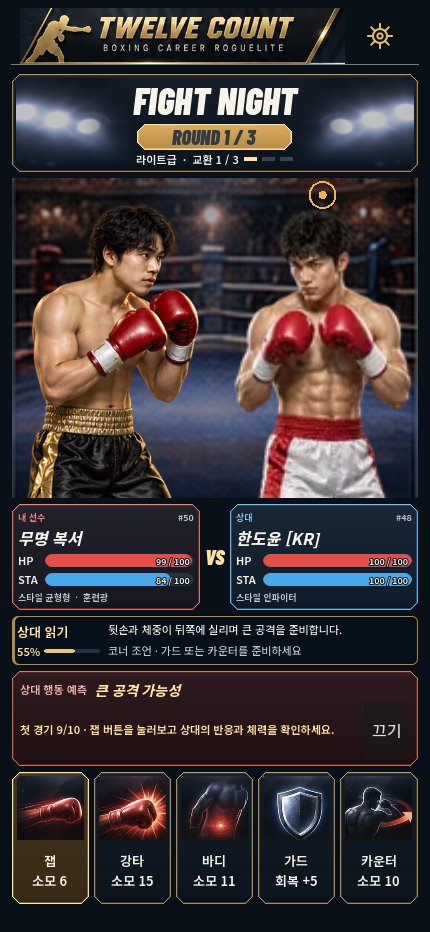 TWELVE COUNT
BOXING CAREER ROGUELITE
FIGHT NIGHT
ROUND 1 / 3
라이트급 · 교환 1 / 3
내 선수 #50
무명 복서
HP 99 / 100
STA 84 / 100
스타일 균형형 · 훈련광
VS
상대 #48
한도윤 [KR]
HP 100 / 100
STA 100 / 100
스타일 인파이터
상대 읽기
55%
뒷손과 체중이 뒤쪽에 실리며 큰 공격을 준비합니다.
코너 조언 · 가드 또는 카운터를 준비하세요
상대 행동 예측 큰 공격 가능성
첫 경기 9/10 · 잽 버튼을 눌러보고 상대의 반응과 체력을 확인하세요.
끄기
잽
소모 6
강타
소모 15
바디
소모 11
가드
회복 +5
카운터
소모 10